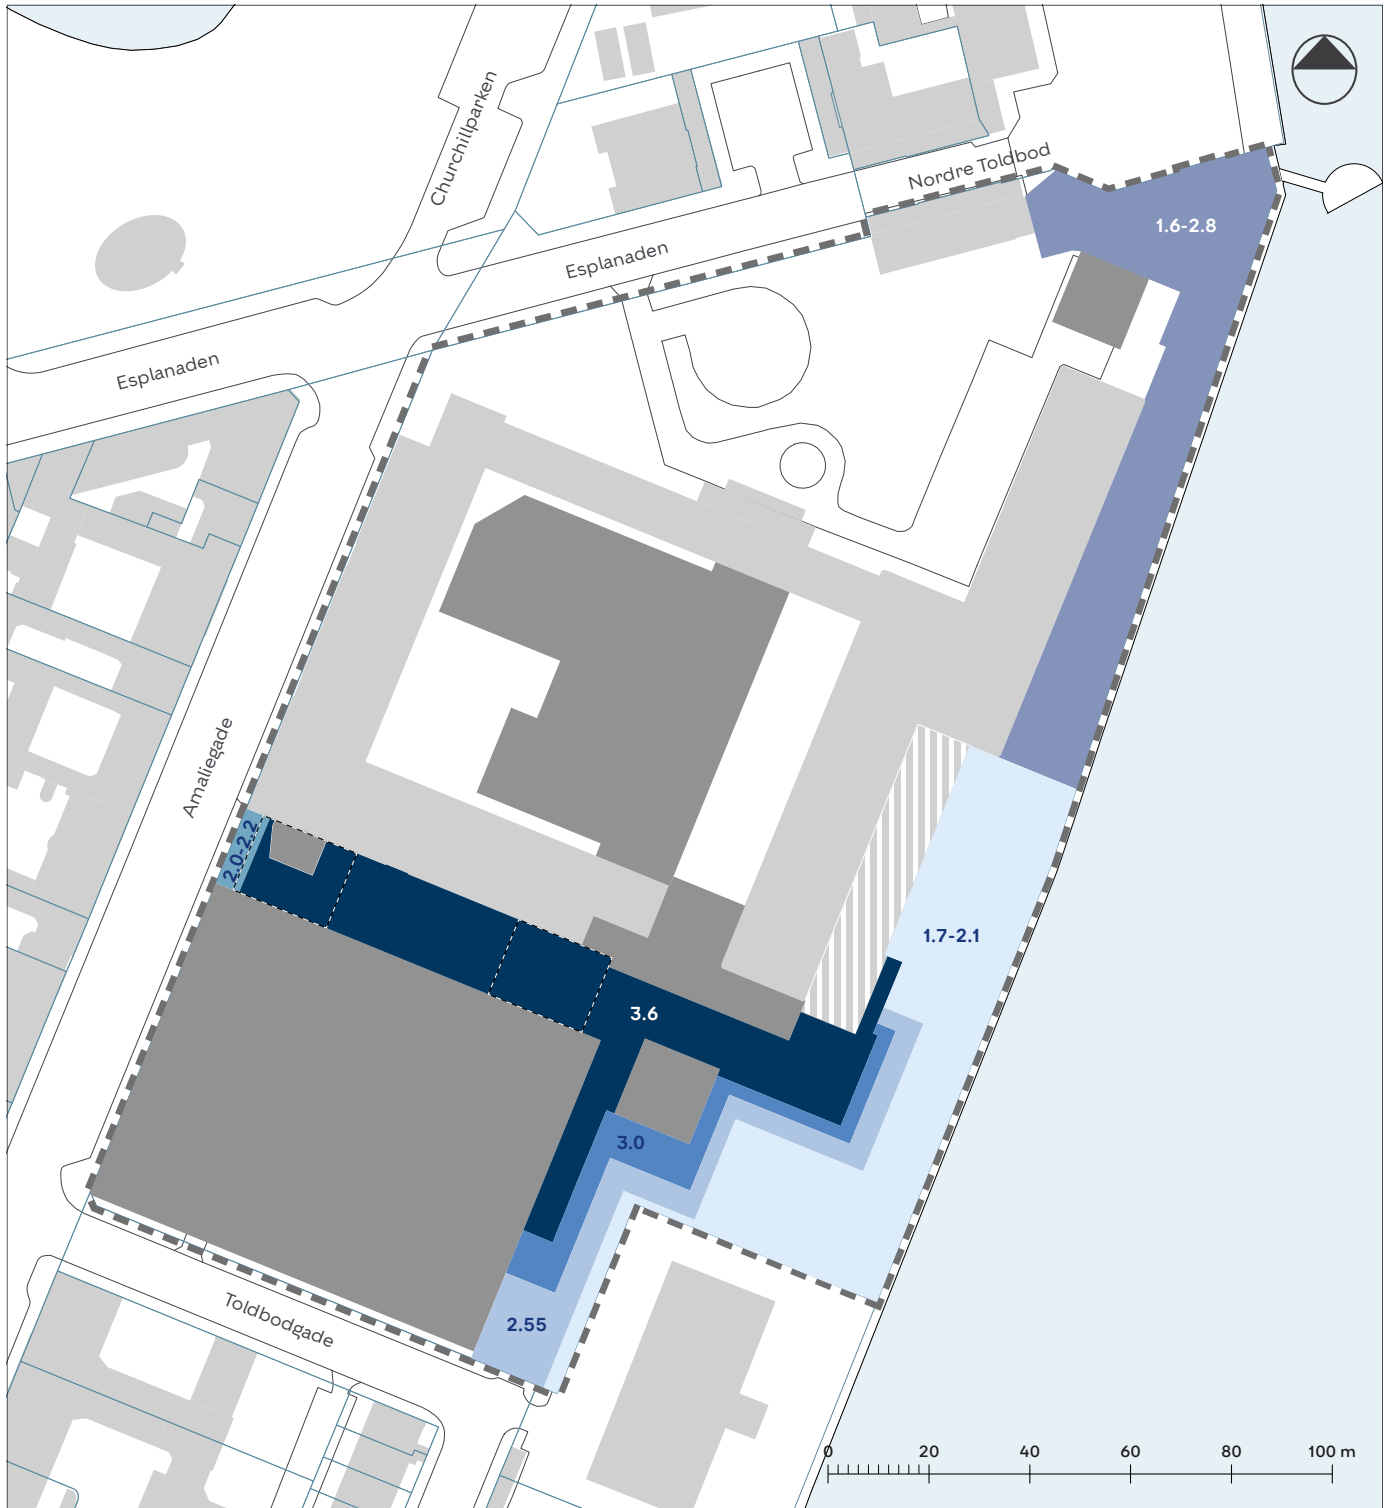 Churchillparken
Nordre Toldbod
1.6-2.8
Esplanaden
Esplanaden
Amaliegade
2.0-2.2
1.7-2.1
3.6
3.0
2.55
Toldbodgade
0 20 40 60 80 100 m